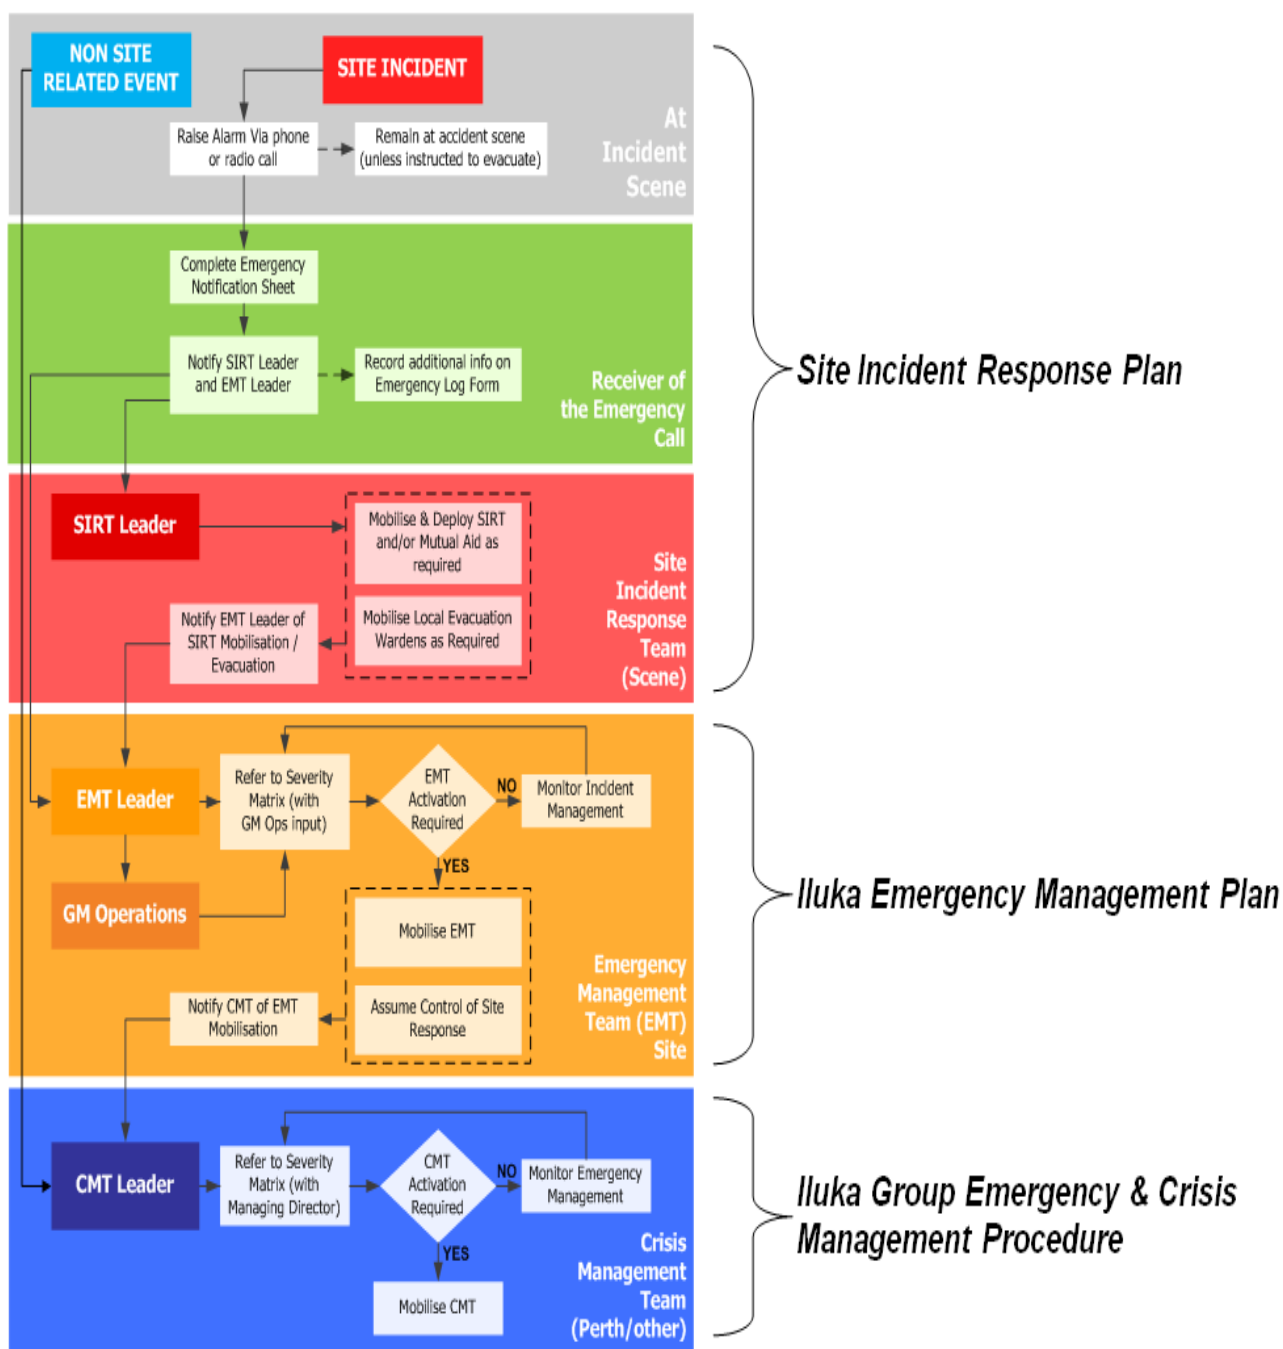 NON SITE
RELATED EVENT
SITE INCIDENT
Raise Alarm Via phone
or radio call
Remain at accident scene
(unless instructed to evacuate)
At
Incident
Scene
Complete Emergency
Notification Sheet
Notify SIRT Leader
and EMT Leader
Record additional info on
Emergency Log Form
Receiver of
the Emergency
Call
Site Incident Response Plan
SIRT Leader
Mobilise & Deploy SIRT
and/or Mutual Aid as
required
Mobilise Local Evacuation
Wardens as Required
Notify EMT Leader of
SIRT Mobilisation /
Evacuation
Site
Incident
Response
Team
(Scene)
EMT Leader
Refer to Severity
Matrix (with
GM Ops input)
EMT
Activation
Required
NO
Monitor Incident
Management
YES
GM Operations
Mobilise EMT
Assume Control of Site
Response
Notify CMT of EMT
Mobilisation
Emergency
Management
Team (EMT)
Site
Iluka Emergency Management Plan
CMT Leader
Refer to Severity
Matrix (with
Managing Director)
CMT
Activation
Required
NO
Monitor Emergency
Management
YES
Mobilise CMT
Crisis
Management
Team
(Perth/other)
Iluka Group Emergency & Crisis
Management Procedure